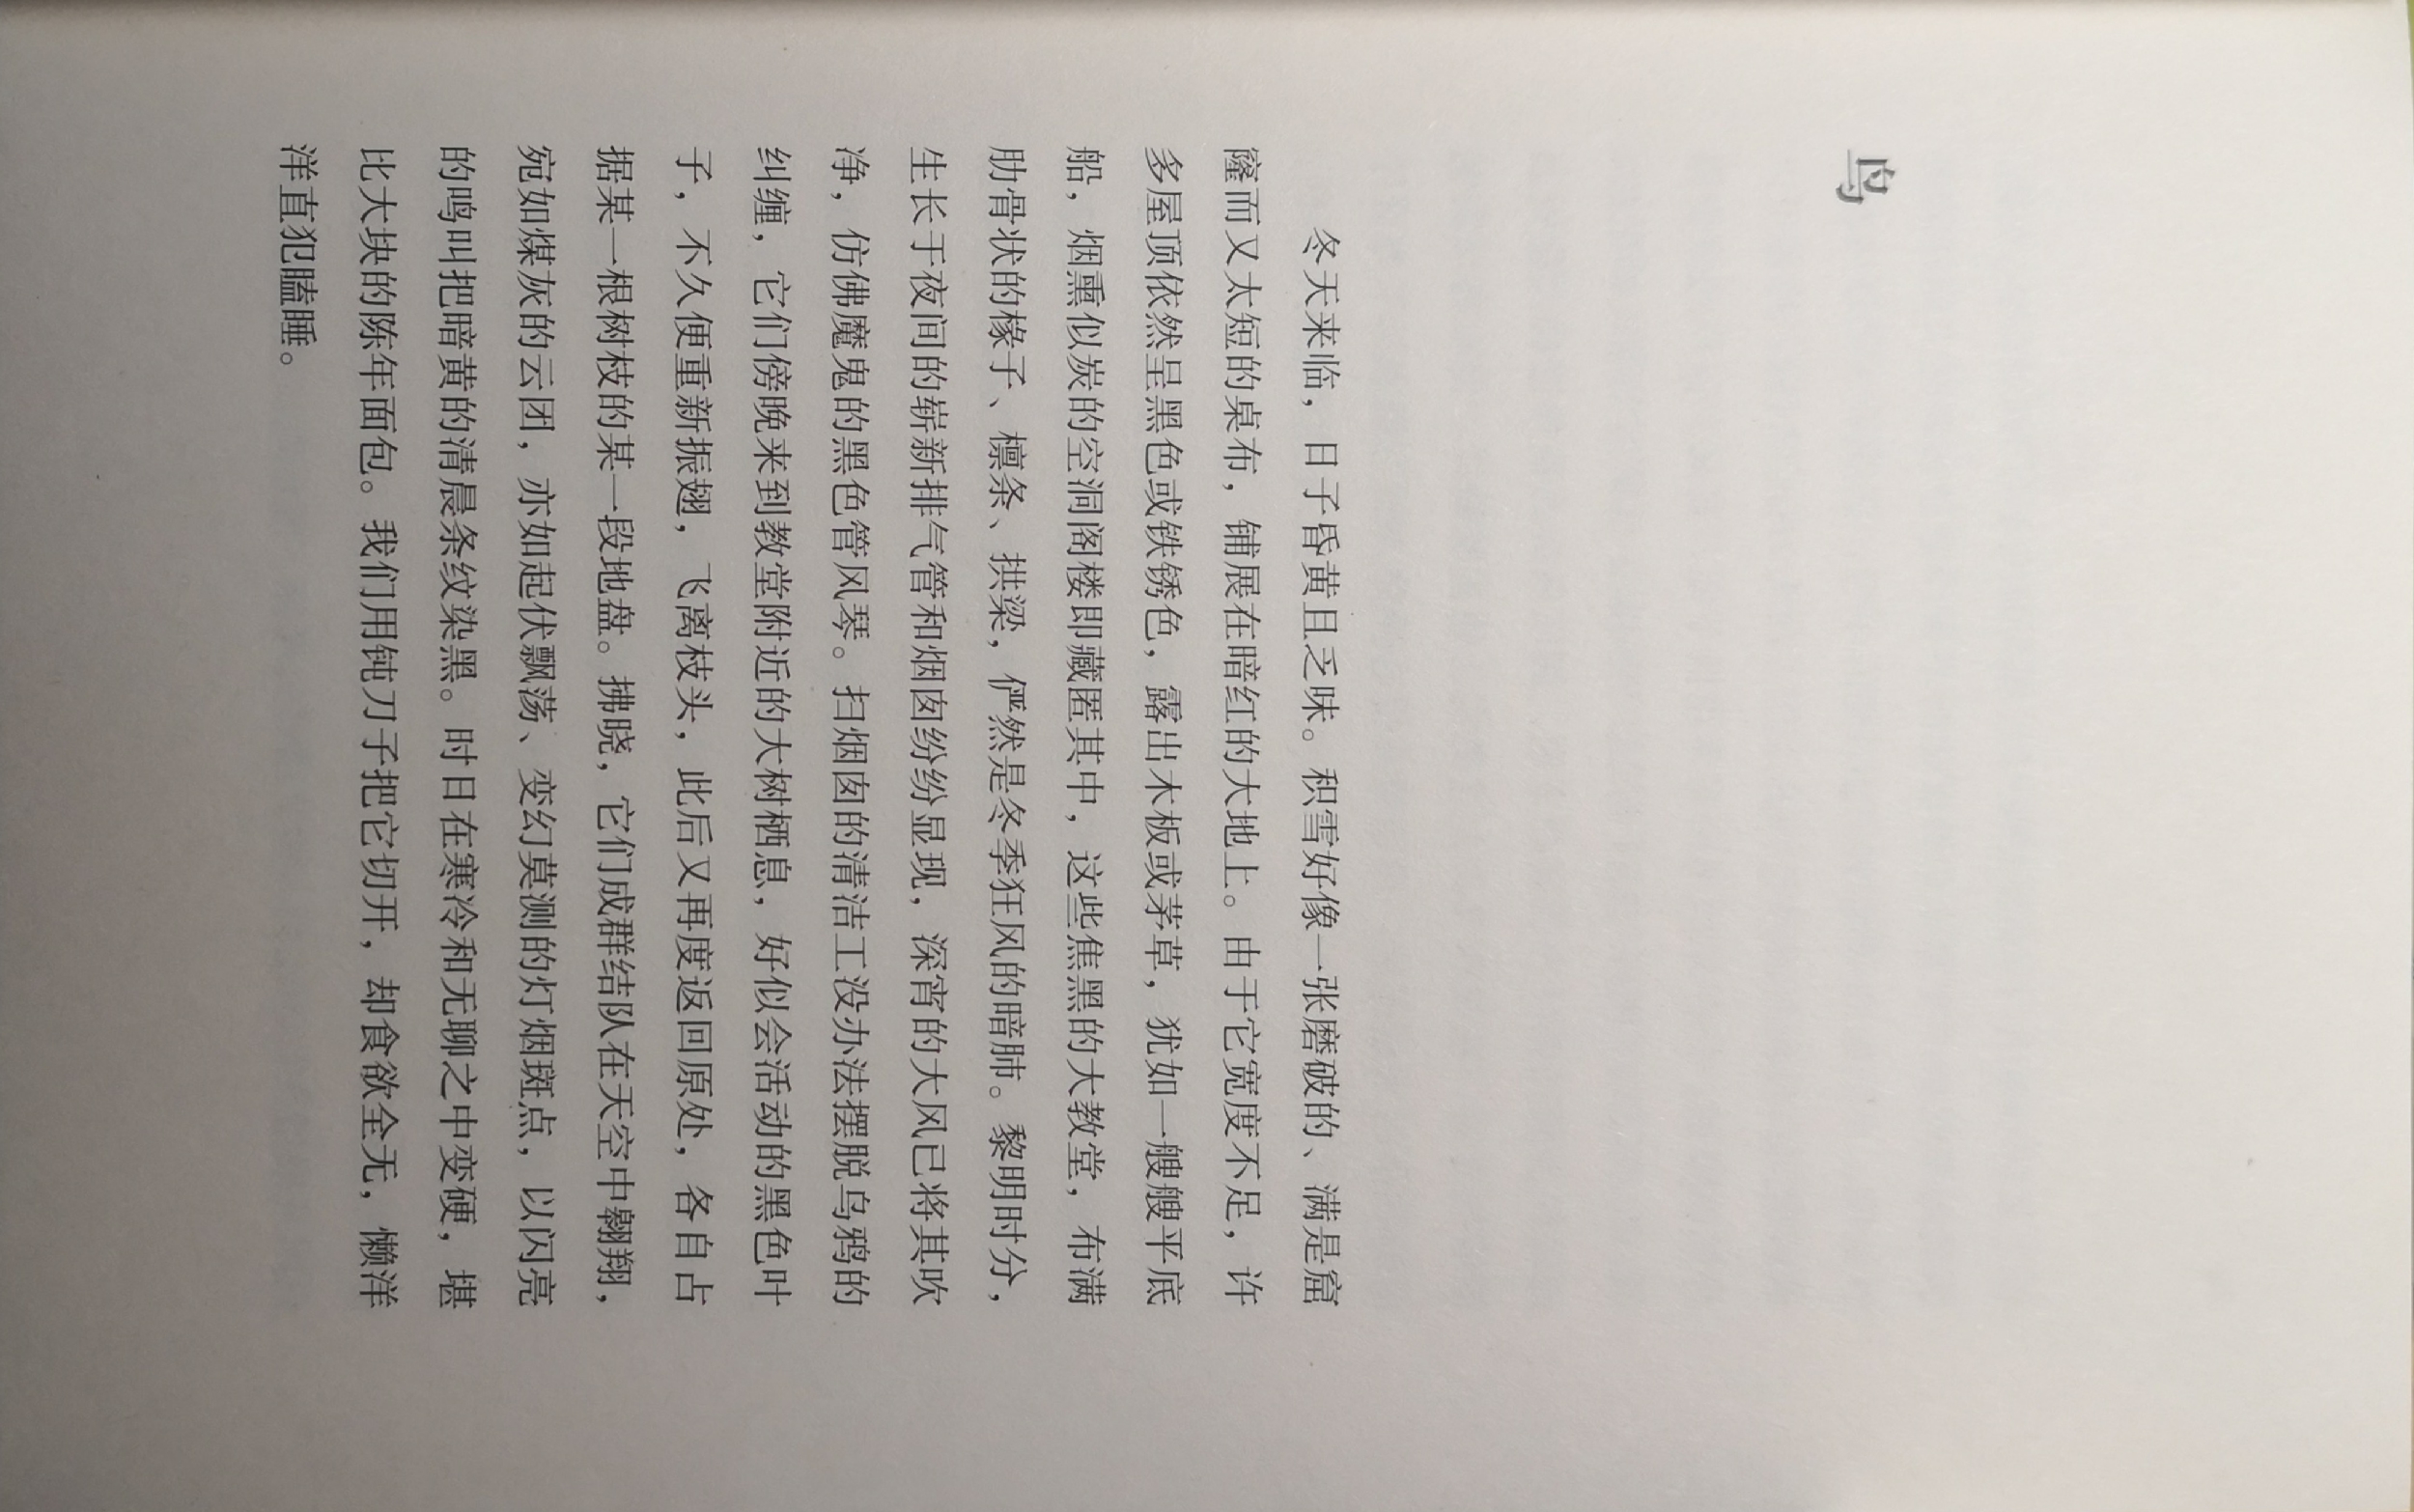 鸟
冬天来临，日子昏黄且乏味。积雪好像一张磨破的、满是窟
窿而又太短的桌布，铺展在暗红的大地上。由于它宽度不足，许
多屋顶依然呈黑色或铁锈色，露出木板或茅草，犹如一艘艘平底
船，烟熏似炭的空洞阁楼即藏匿其中，这些焦黑的大教堂，布满
肋骨状的椽子、檩条、拱梁，俨然是冬季狂风的暗肺。黎明时分，
生长于夜间的崭新排气管和烟囱纷纷显现，深宵的大风已将其吹
净，仿佛魔鬼的黑色管风琴。扫烟囱的清洁工没办法摆脱乌鸦的
纠缠，它们傍晚来到教堂附近的大树栖息，好似会活动的黑色叶
子，不久便重新振翅，飞离枝头，此后又再度返回原处，各自占
据某一根树枝的某一段地盘。拂晓，它们成群结队在天空中翱翔，
宛如煤灰的云团，亦如起伏飘荡、变幻莫测的灯烟斑点，以闪亮
的鸣叫把暗黄的清晨条纹染黑。时日在寒冷和无聊之中变硬，堪
比大块的陈年面包。我们用钝刀子把它切开，却食欲全无，懒洋
洋直犯瞌睡。